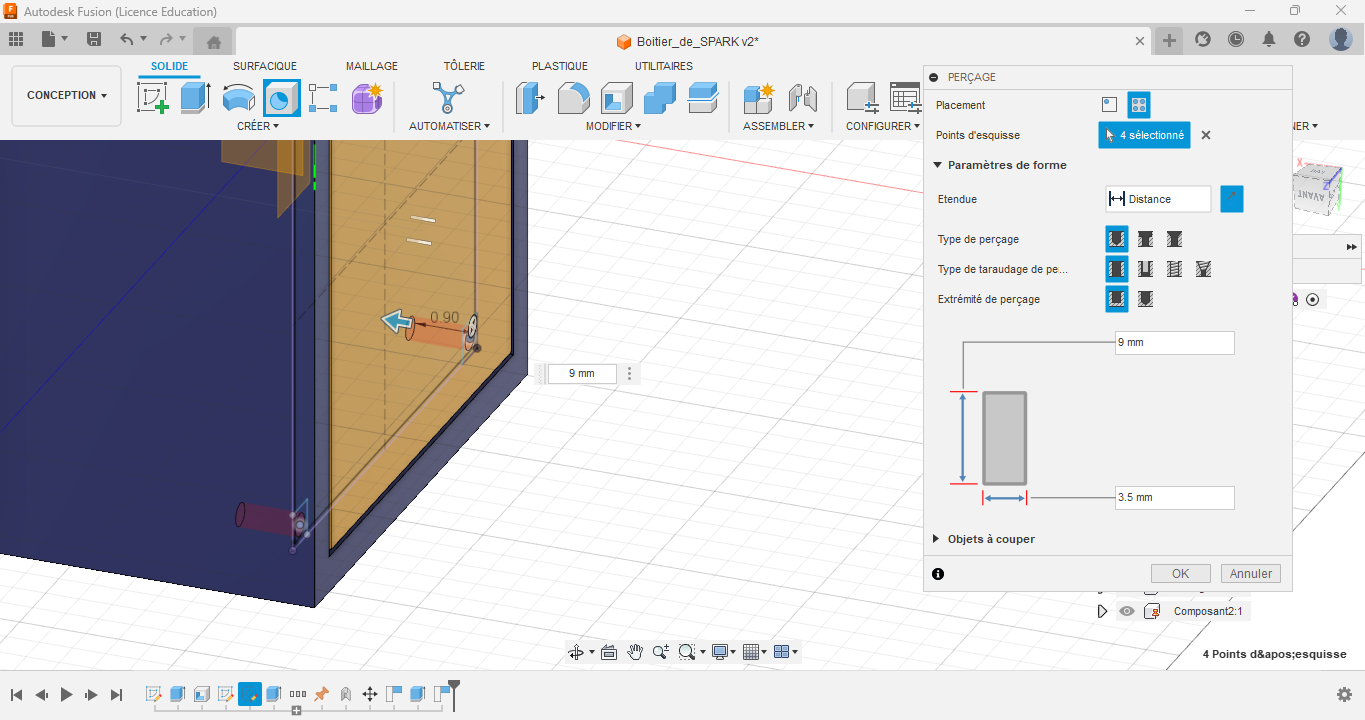 Autodesk Fusion (Licence Education)
Boitier_de_SPARK v2*
SOLIDE SURFACIQUE MAILLAGE TÔLERIE PLASTIQUE UTILITAIRES
CONCEPTION
CRÉER AUTOMATISER MODIFIER ASSEMBLER CONFIGURER NER
PERÇAGE
Placement
Points d'esquisse 4 sélectionné
Paramètres de forme
Etendue Distance
Type de perçage
Type de taraudage de pe...
Extrémité de perçage
9 mm
3.5 mm
Objets à couper
OK Annuler
X
Z
AVANT
0.90
9 mm
Composant2:1
4 Points d&apos;esquisse